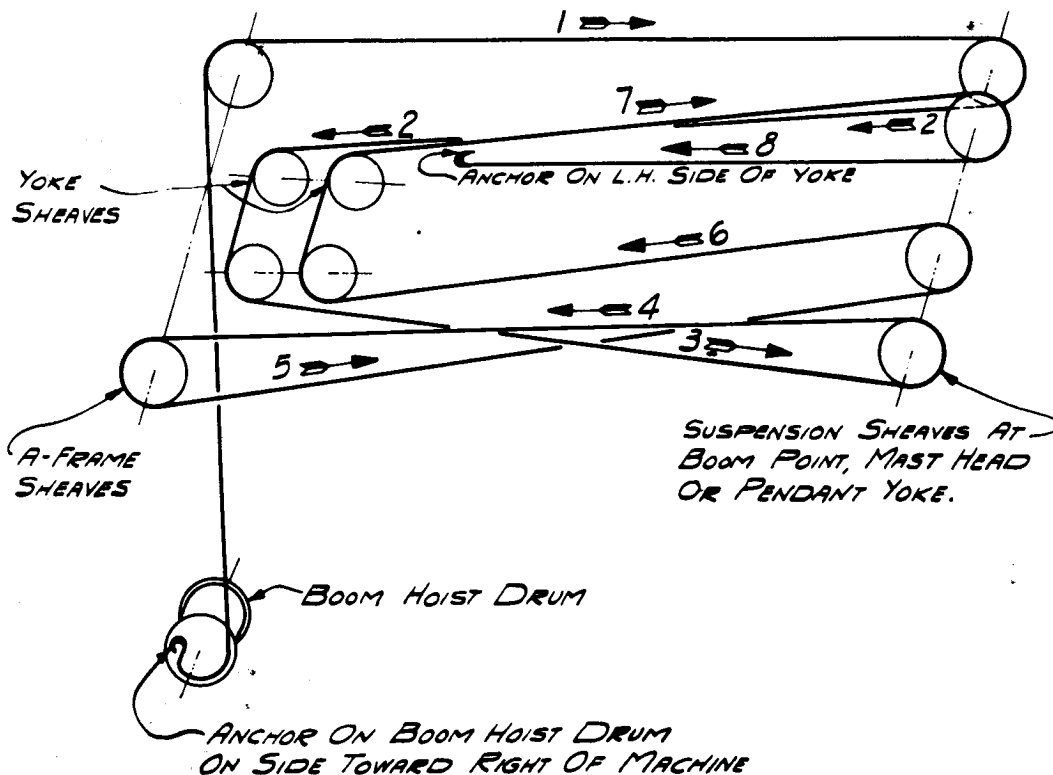 1
7
2
2
8
ANCHOR ON L.H. SIDE OF YOKE
YOKE
SHEAVES
6
4
3
5
A-FRAME
SHEAVES
SUSPENSION SHEAVES AT
BOOM POINT, MAST HEAD
OR PENDANT YOKE.
BOOM HOIST DRUM
ANCHOR ON BOOM HOIST DRUM
ON SIDE TOWARD RIGHT OF MACHINE